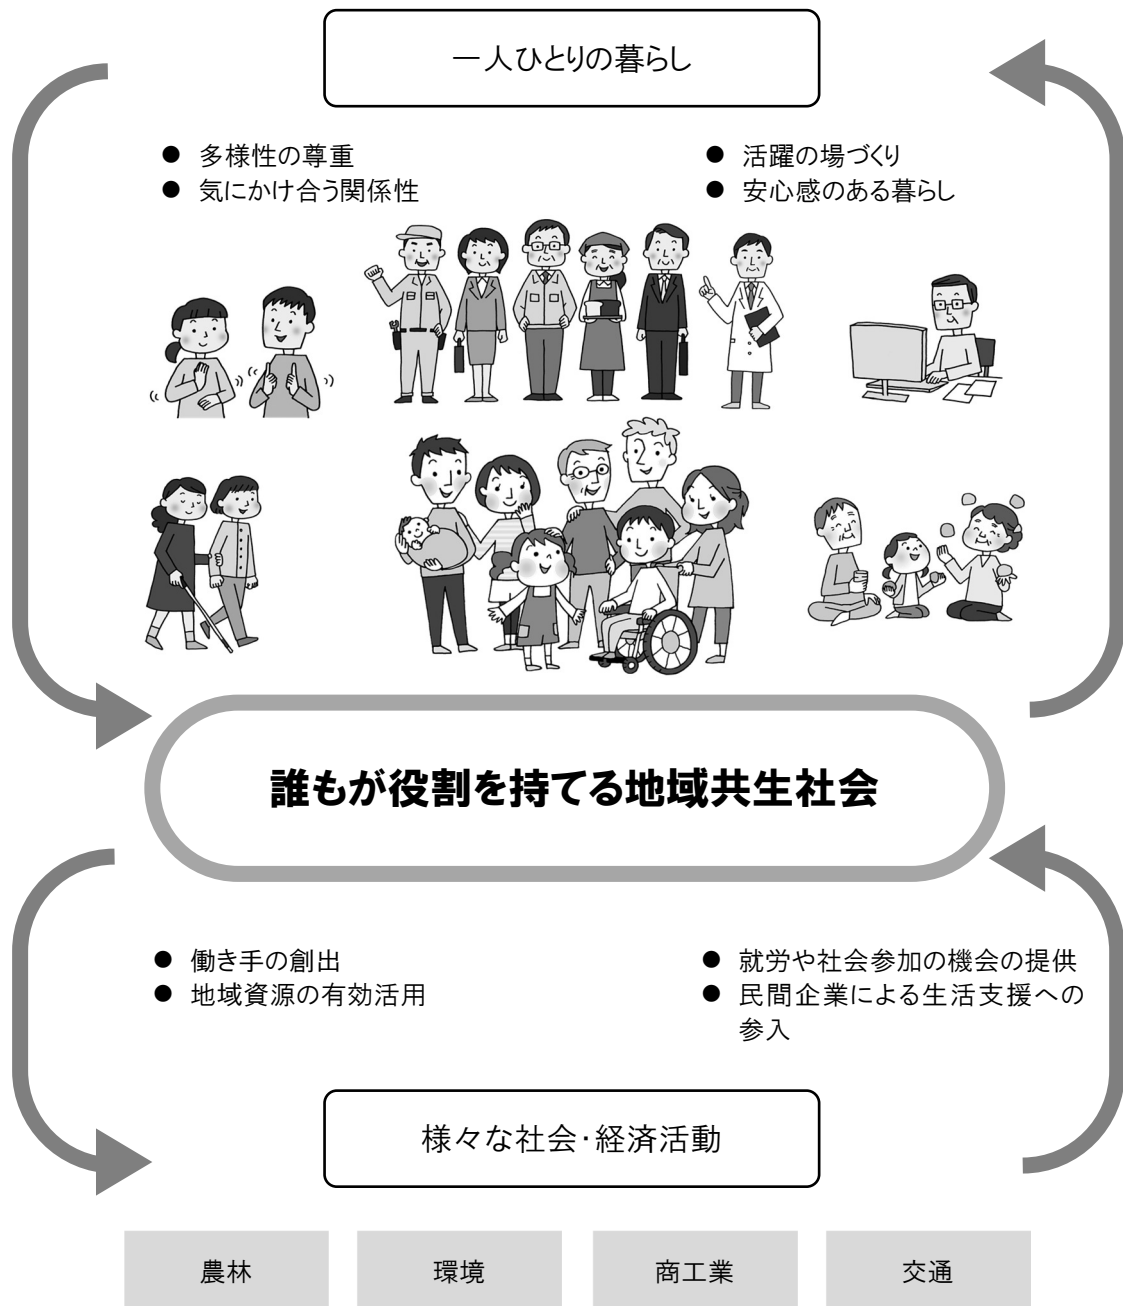 一人ひとりの暮らし
● 多様性の尊重
● 気にかけ合う関係性
● 活躍の場づくり
● 安心感のある暮らし
誰もが役割を持てる地域共生社会
● 働き手の創出
● 地域資源の有効活用
● 就労や社会参加の機会の提供
● 民間企業による生活支援への
参入
様々な社会・経済活動
農林
環境
商工業
交通